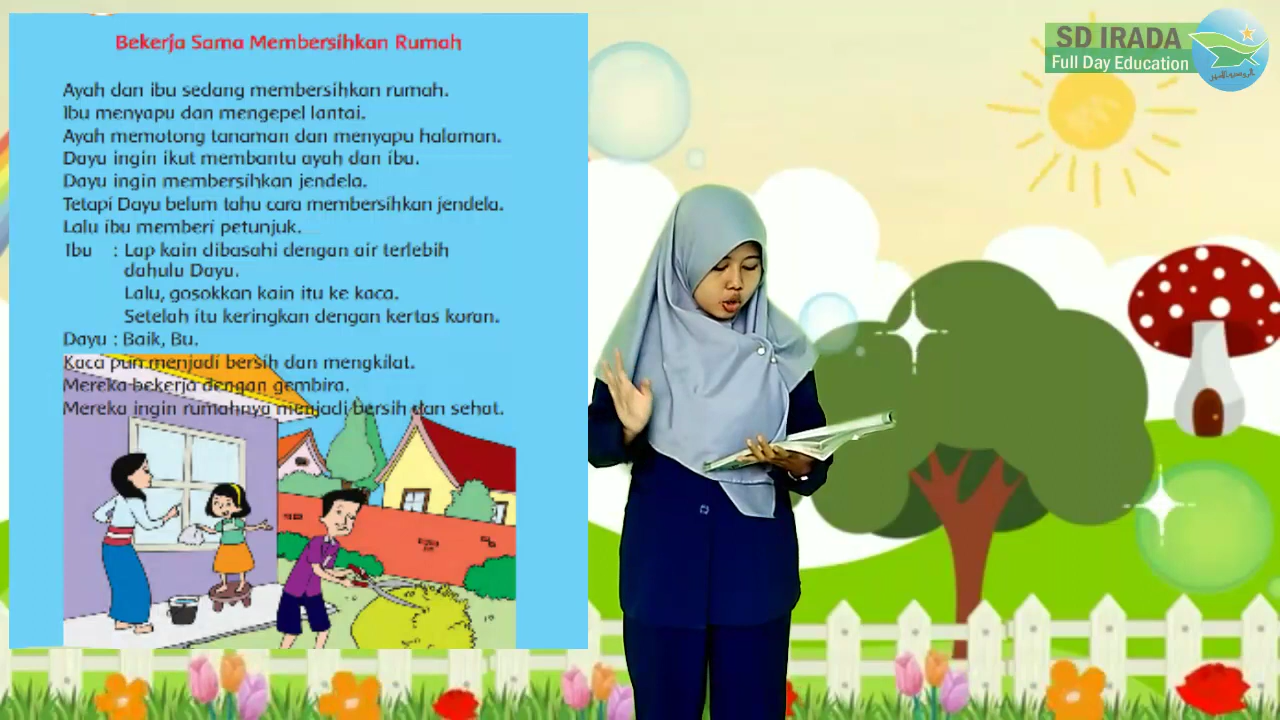 Bekerja Sama Membersihkan Rumah
Ayah dan ibu sedang membersihkan rumah.
Ibu menyapu dan mengepel lantai.
Ayah memotong tanaman dan menyapu halaman.
Dayu ingin ikut membantu ayah dan ibu.
Dayu ingin membersihkan jendela.
Tetapi Dayu belum tahu cara membersihkan jendela.
Lalu ibu memberi petunjuk.
Ibu : Lap kain dibasahi dengan air terlebih
dahulu Dayu.
Lalu, gosokkan kain itu ke kaca.
Setelah itu keringkan dengan kertas koran.
Dayu : Baik, Bu.
Kaca pun menjadi bersih dan mengkilat.
Mereka bekerja dengan gembira.
Mereka ingin rumahnya menjadi bersih dan sehat.
SD IRADA
Full Day Education